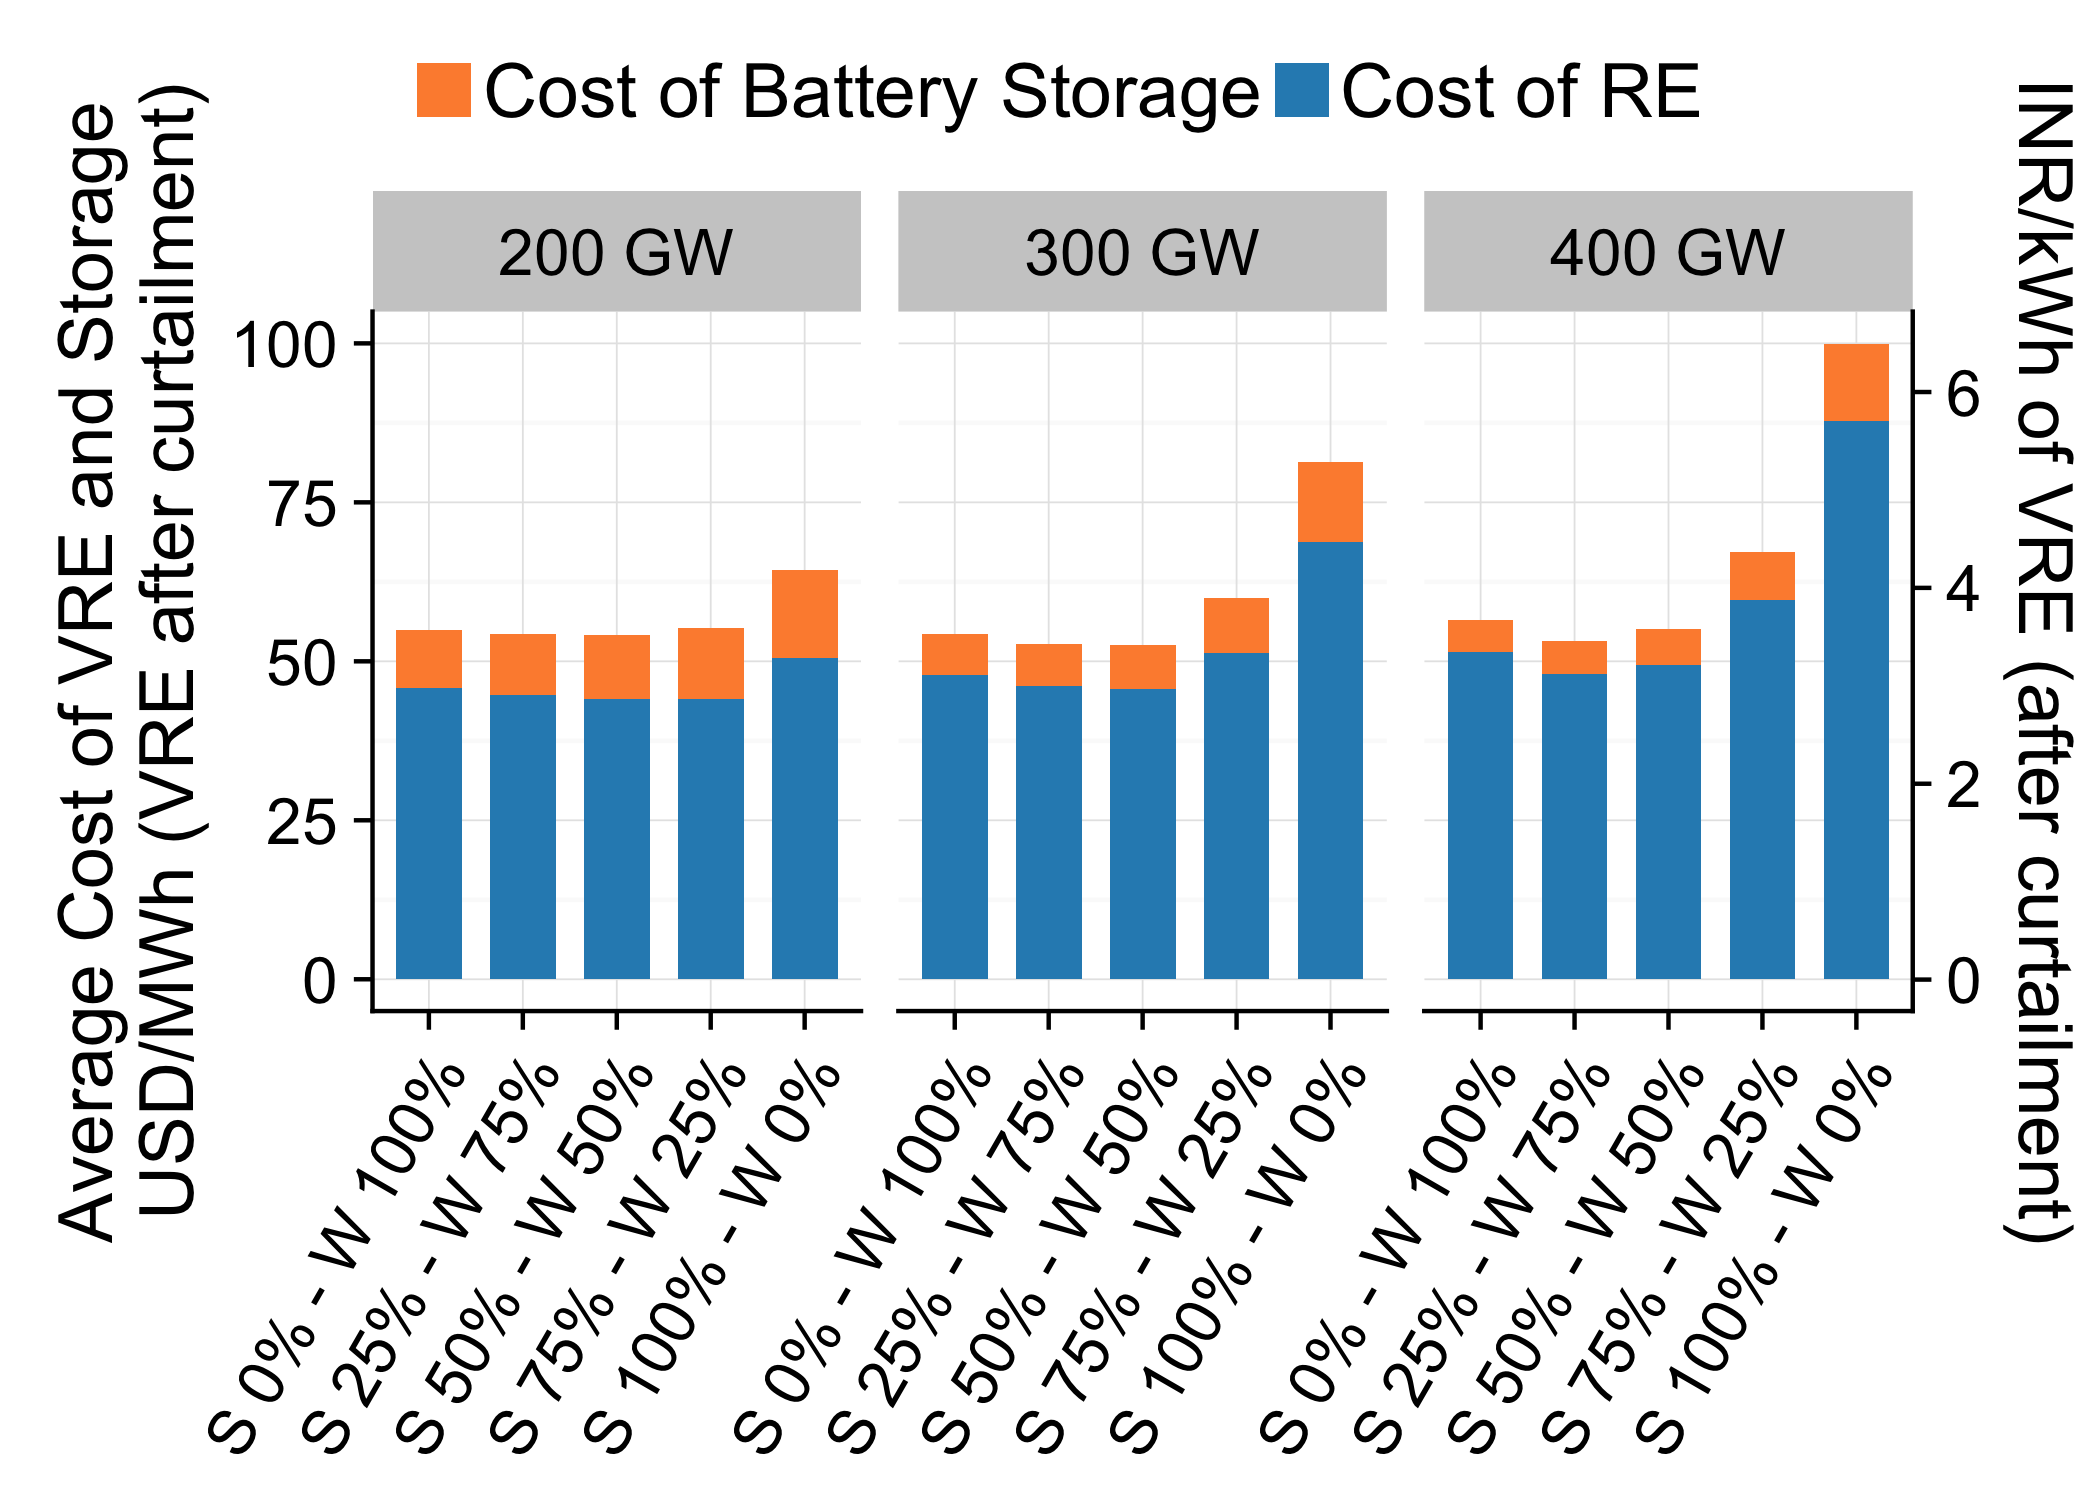 Cost of Battery Storage Cost of RE
Average Cost of VRE and Storage
USD/MWh (VRE after curtailment)
INR/kWh of VRE (after curtailment)
200 GW 300 GW 400 GW
100
75
50
25
0
6
4
2
0
S 0% - W 100%
S 25% - W 75%
S 50% - W 50%
S 75% - W 25%
S 100% - W 0%
S 0% - W 100%
S 25% - W 75%
S 50% - W 50%
S 75% - W 25%
S 100% - W 0%
S 0% - W 100%
S 25% - W 75%
S 50% - W 50%
S 75% - W 25%
S 100% - W 0%